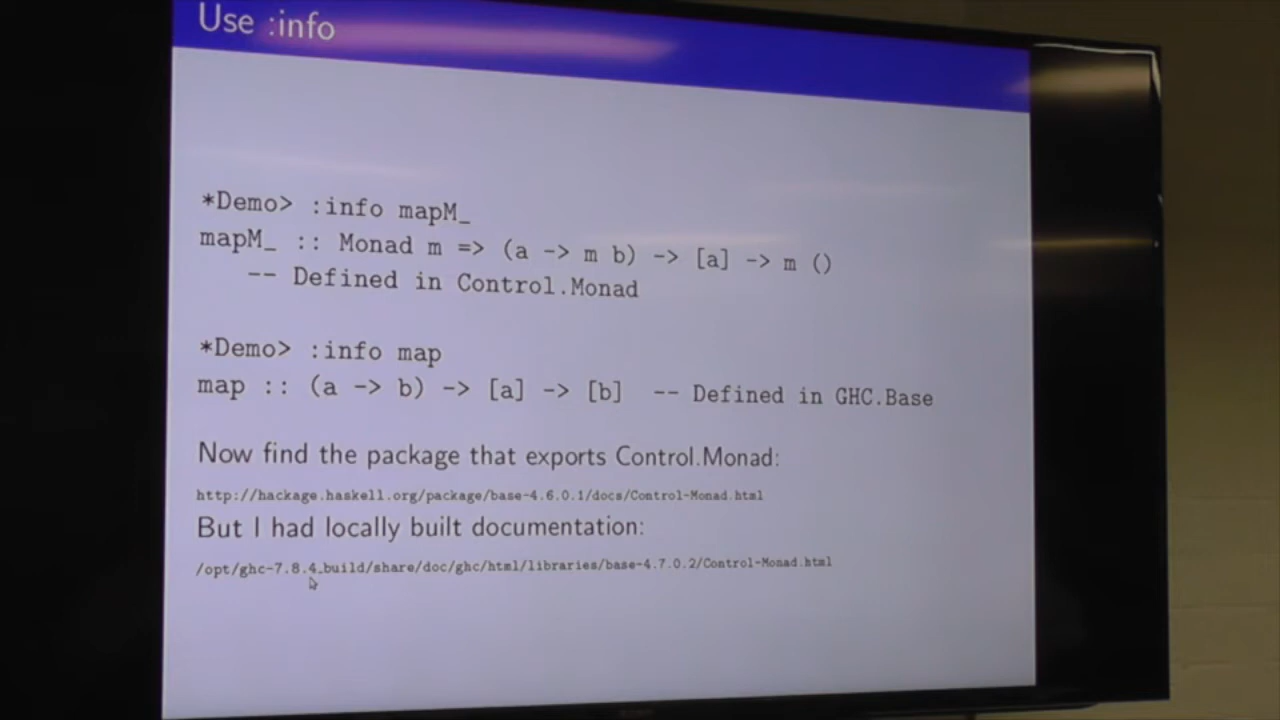 Use :info
*Demo> :info mapM_
mapM_ :: Monad m => (a -> m b) -> [a] -> m ()
-- Defined in Control.Monad
*Demo> :info map
map :: (a -> b) -> [a] -> [b]  -- Defined in GHC.Base
Now find the package that exports Control.Monad:
http://hackage.haskell.org/package/base-4.6.0.1/docs/Control-Monad.html
But I had locally built documentation:
/opt/ghc-7.8.4_build/share/doc/ghc/html/libraries/base-4.7.0.2/Control-Monad.html